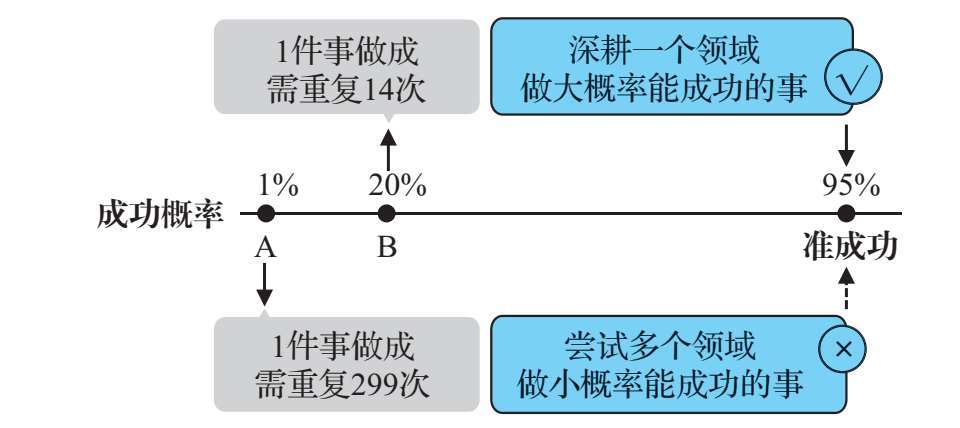 1件事做成
需重复14次
深耕一个领域
做大概率能成功的事
√
1%
20%
95%
成功概率
A
B
准成功
1件事做成
需重复299次
尝试多个领域
做小概率能成功的事
×